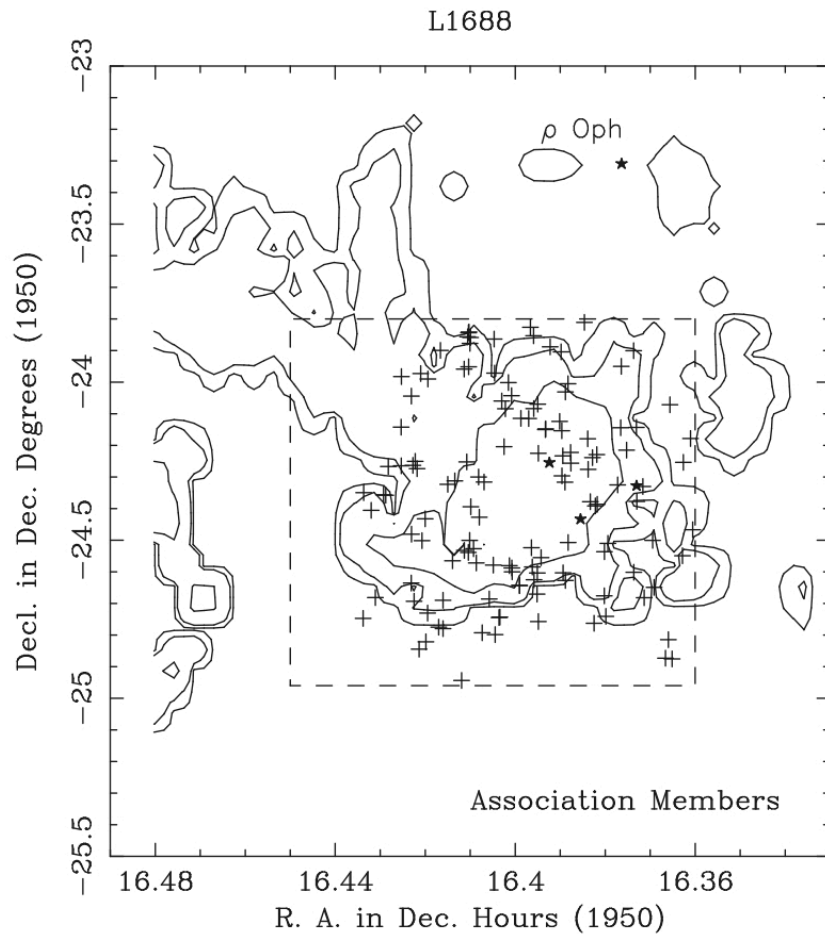 L1688
ρ Oph
Association Members
Decl. in Dec. Degrees (1950)
−23
−23.5
−24
−24.5
−25
−25.5
16.48
16.44
16.4
16.36
R. A. in Dec. Hours (1950)